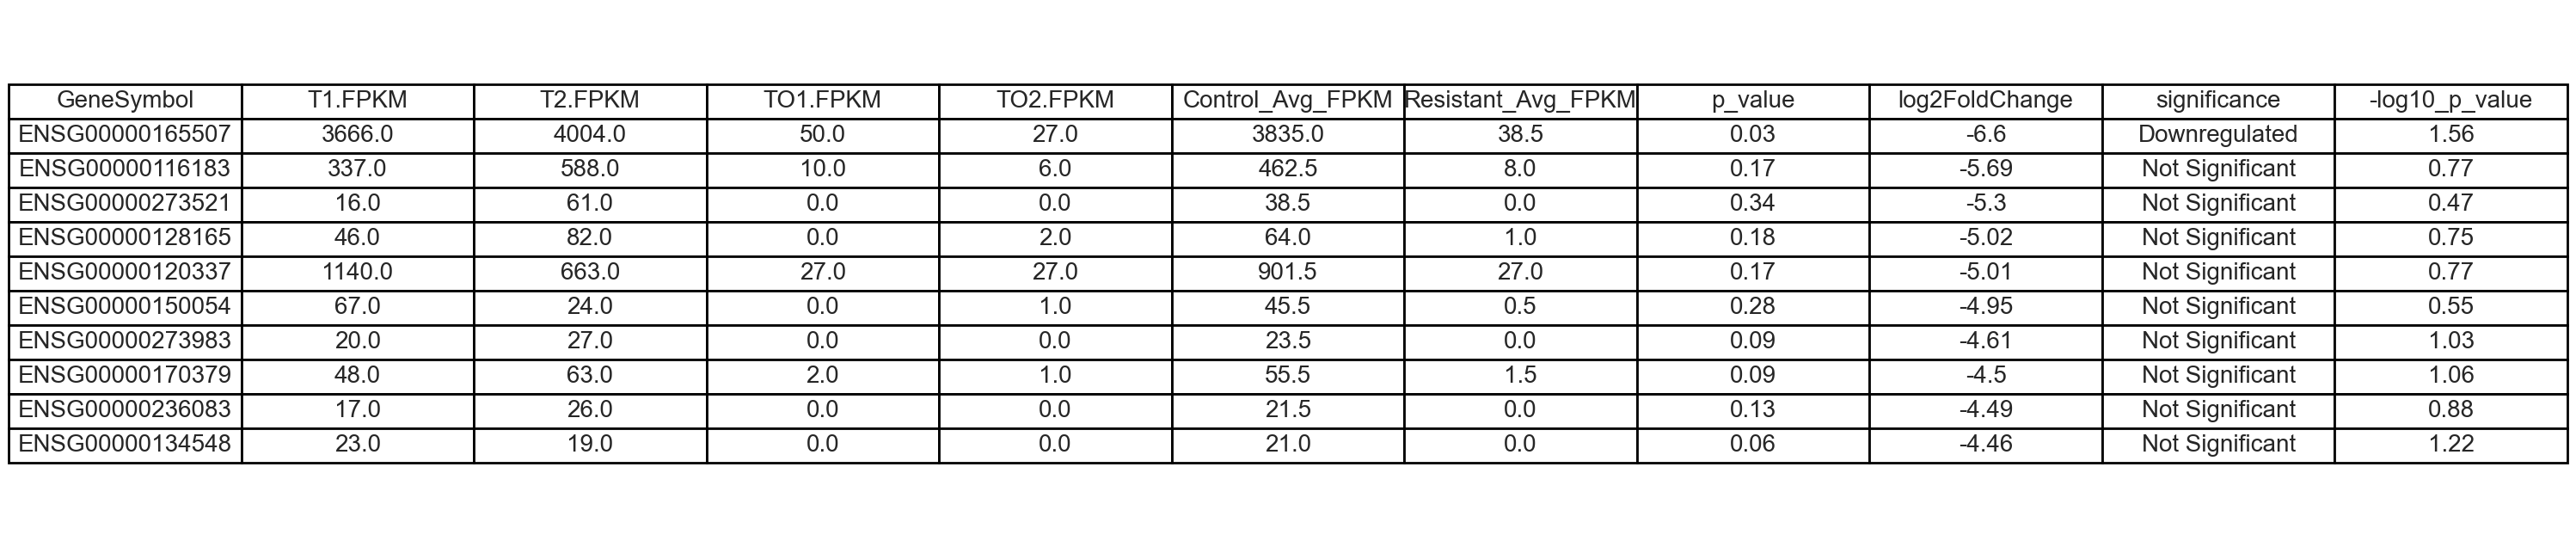 GeneSymbol T1.FPKM T2.FPKM TO1.FPKM TO2.FPKM Control_Avg_FPKM Resistant_Avg_FPKM p_value log2FoldChange significance -log10_p_value
ENSG00000165507 3666.0 4004.0 50.0 27.0 3835.0 38.5 0.03 -6.6 Downregulated 1.56
ENSG00000116183 337.0 588.0 10.0 6.0 462.5 8.0 0.17 -5.69 Not Significant 0.77
ENSG00000273521 16.0 61.0 0.0 0.0 38.5 0.0 0.34 -5.3 Not Significant 0.47
ENSG00000128165 46.0 82.0 0.0 2.0 64.0 1.0 0.18 -5.02 Not Significant 0.75
ENSG00000120337 1140.0 663.0 27.0 27.0 901.5 27.0 0.17 -5.01 Not Significant 0.77
ENSG00000150054 67.0 24.0 0.0 1.0 45.5 0.5 0.28 -4.95 Not Significant 0.55
ENSG00000273983 20.0 27.0 0.0 0.0 23.5 0.0 0.09 -4.61 Not Significant 1.03
ENSG00000170379 48.0 63.0 2.0 1.0 55.5 1.5 0.09 -4.5 Not Significant 1.06
ENSG00000236083 17.0 26.0 0.0 0.0 21.5 0.0 0.13 -4.49 Not Significant 0.88
ENSG00000134548 23.0 19.0 0.0 0.0 21.0 0.0 0.06 -4.46 Not Significant 1.22